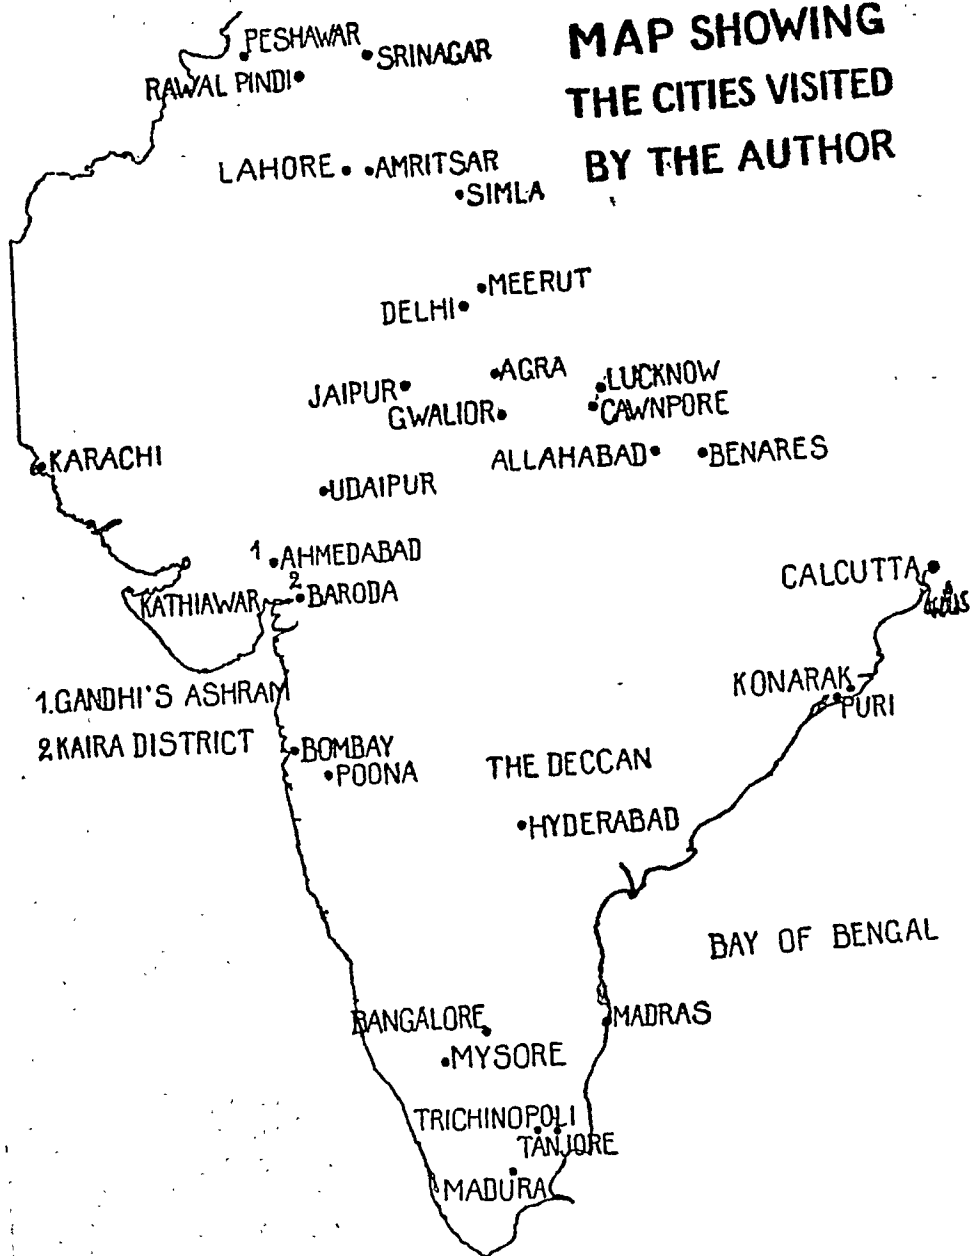 MAP SHOWING
THE CITIES VISITED
BY THE AUTHOR
PESHAWAR
SRINAGAR
RAWAL PINDI
LAHORE
AMRITSAR
SIMLA
MEERUT
DELHI
AGRA
LUCKNOW
JAIPUR
CAWNPORE
GWALIOR
KARACHI
ALLAHABAD
BENARES
UDAIPUR
1 AHMEDABAD
CALCUTTA
2
BARODA
KATHIAWAR
1. GANDHI'S ASHRAM
KONARAK
PURI
2 KAIRA DISTRICT
BOMBAY
POONA
THE DECCAN
HYDERABAD
BAY OF BENGAL
BANGALORE
MADRAS
MYSORE
TRICHINOPOLI
TANJORE
MADURA